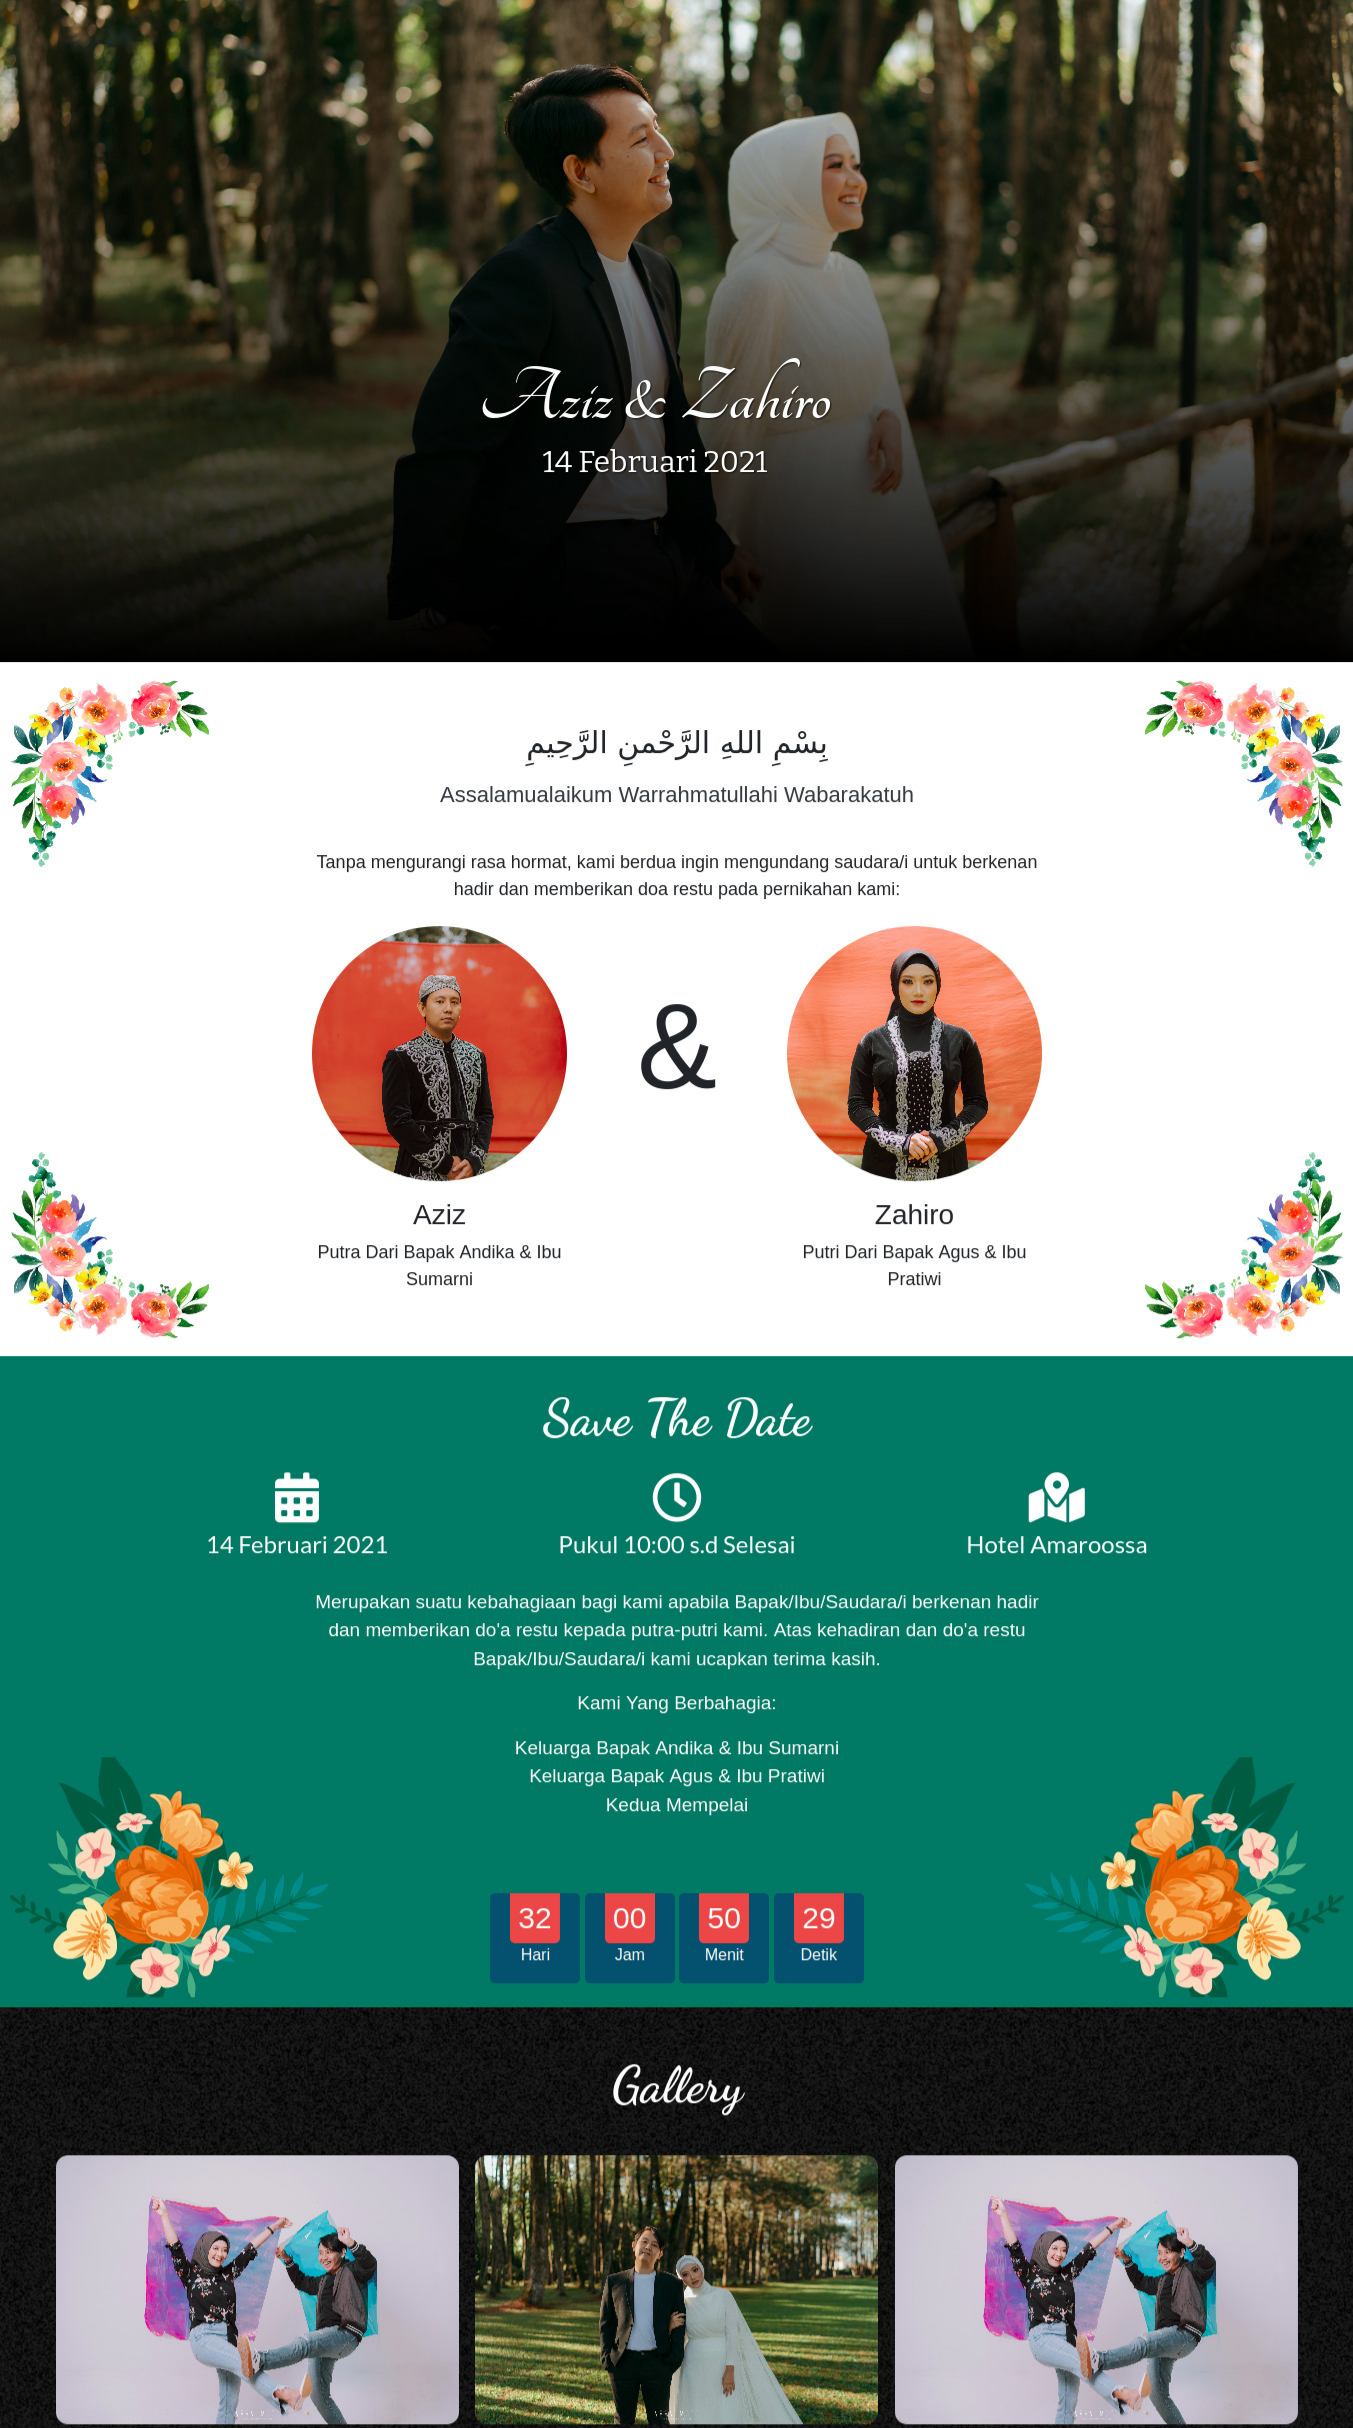 Aziz & Zahiro
14 Februari 2021
بِسْمِ اللهِ الرَّحْمنِ الرَّحِيمِ
Assalamualaikum Warrahmatullahi Wabarakatuh
Tanpa mengurangi rasa hormat, kami berdua ingin mengundang saudara/i untuk berkenan
hadir dan memberikan doa restu pada pernikahan kami:
&
Aziz
Putra Dari Bapak Andika & Ibu
Sumarni
Zahiro
Putri Dari Bapak Agus & Ibu
Pratiwi
Save The Date
14 Februari 2021
Pukul 10:00 s.d Selesai
Hotel Amaroossa
Merupakan suatu kebahagiaan bagi kami apabila Bapak/Ibu/Saudara/i berkenan hadir
dan memberikan do'a restu kepada putra-putri kami. Atas kehadiran dan do'a restu
Bapak/Ibu/Saudara/i kami ucapkan terima kasih.
Kami Yang Berbahagia:
Keluarga Bapak Andika & Ibu Sumarni
Keluarga Bapak Agus & Ibu Pratiwi
Kedua Mempelai
32 00 50 29
Hari Jam Menit Detik
Gallery